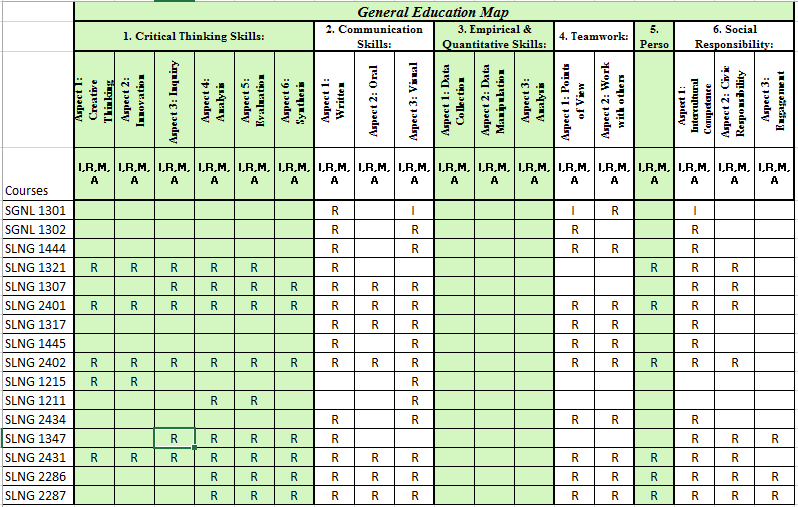 General Education Map
1. Critical Thinking Skills: 2. Communication Skills: 3. Empirical & Quantitative Skills: 4. Teamwork: 5. Perso 6. Social Responsibility:
Aspect 1: Creative Thinking
Aspect 2: Innovation
Aspect 3: Inquiry
Aspect 4: Analysis
Aspect 5: Evaluation
Aspect 6: Synthesis
Aspect 1: Written
Aspect 2: Oral
Aspect 3: Visual
Aspect 1: Data Collection
Aspect 2: Data Manipulation
Aspect 3: Analysis
Aspect 1: Points of View
Aspect 2: Work with others
Aspect 1: Intercultural Competence
Aspect 2: Civic Responsibility
Aspect 3: Engagement
Courses I,R,M,A I,R,M,A I,R,M,A I,R,M,A I,R,M,A I,R,M,A I,R,M,A I,R,M,A I,R,M,A I,R,M,A I,R,M,A I,R,M,A I,R,M,A I,R,M,A I,R,M,A I,R,M,A I,R,M,A I,R,M,A
SGNL 1301 R I I R I
SGNL 1302 R R R R
SLNG 1444 R R R R R
SLNG 1321 R R R R R R R R R
SLNG 1307 R R R R R R R R R
SLNG 2401 R R R R R R R R R R R R R R
SLNG 1317 R R R R R R
SLNG 1445 R R R R R
SLNG 2402 R R R R R R R R R R R R R R
SLNG 1215 R R R
SLNG 1211 R R R
SLNG 2434 R R R R R
SLNG 1347 R R R R R R R R
SLNG 2431 R R R R R R R R R R R R R R
SLNG 2286 R R R R R R R R R R R R
SLNG 2287 R R R R R R R R R R R R